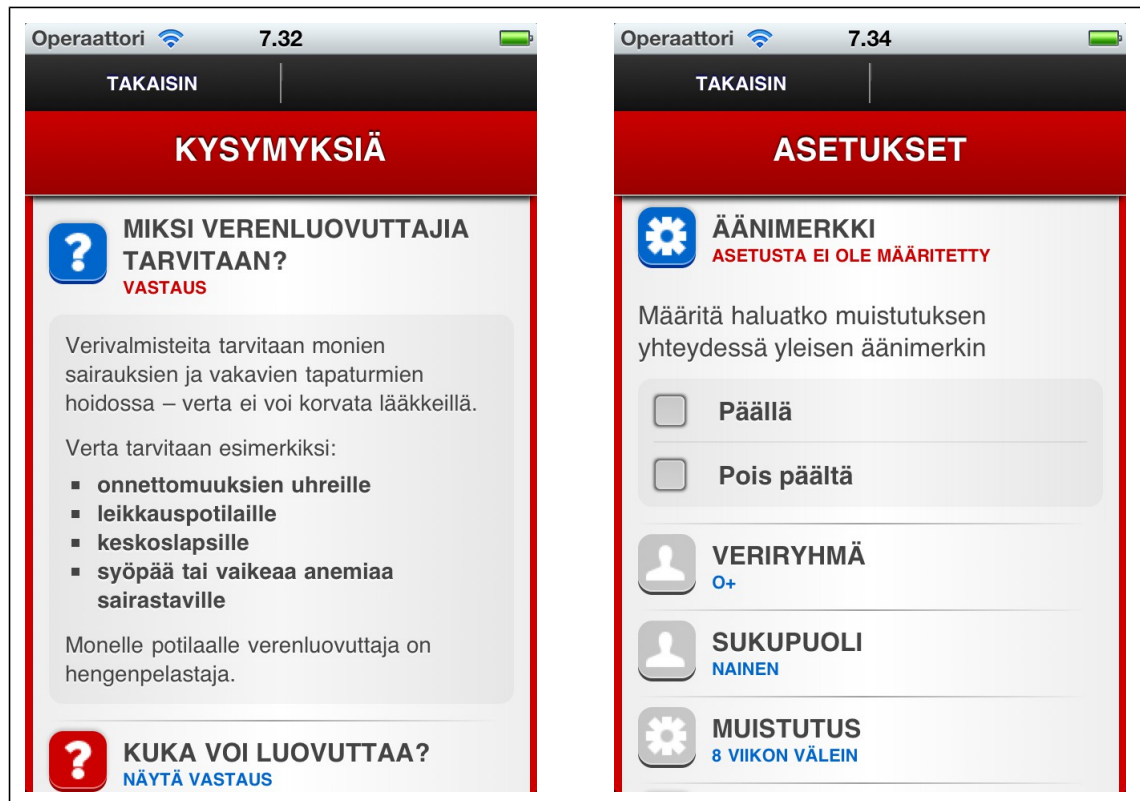 Operaattori 7.32
TAKAISIN
KYSYMYKSIÄ
MIKSI VERENLUOVUTTAJIA
TARVITAAN?
VASTAUS
Verivalmisteita tarvitaan monien
sairauksien ja vakavien tapaturmien
hoidossa – verta ei voi korvata lääkkeillä.
Verta tarvitaan esimerkiksi:
▪ onnettomuuksien uhreille
▪ leikkauspotilaille
▪ keskoslapsille
▪ syöpää tai vaikeaa anemiaa
sairastaville
Monelle potilaalle verenluovuttaja on
hengenpelastaja.
KUKA VOI LUOVUTTAA?
NÄYTÄ VASTAUS
Operaattori 7.34
TAKAISIN
ASETUKSET
ÄÄNIMERKKI
ASETUSTA EI OLE MÄÄRITETTY
Määritä haluatko muistutuksen
yhteydessä yleisen äänimerkin
Päällä
Pois päältä
VERIRYHMÄ
O+
SUKUPUOLI
NAINEN
MUISTUTUS
8 VIIKON VÄLEIN